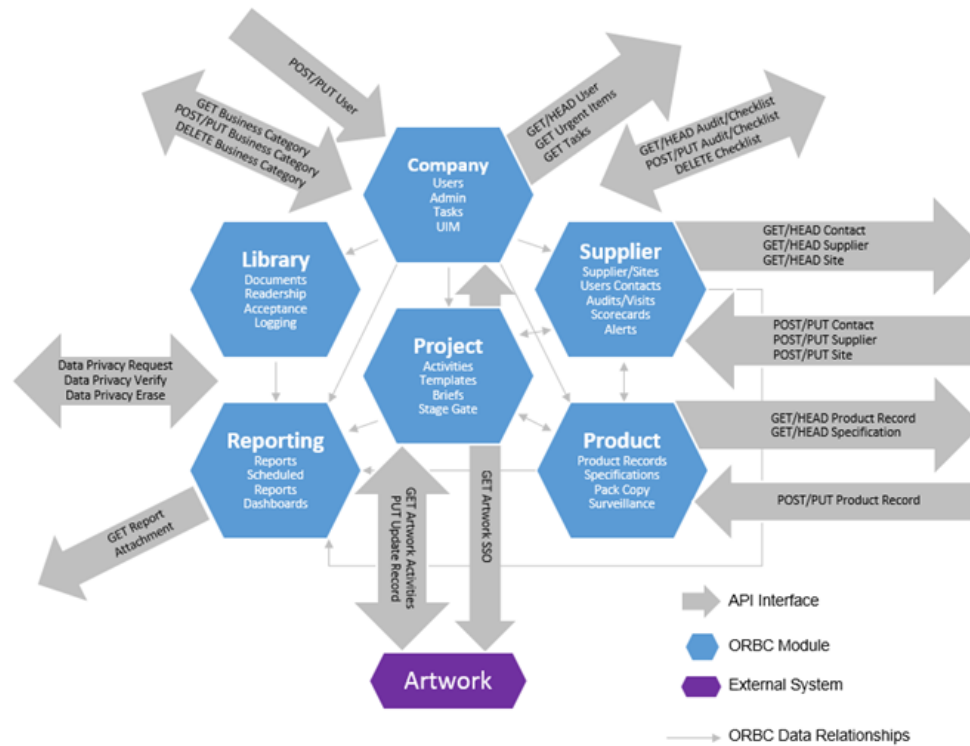 POST/PUT User
GET Business Category
POST/PUT Business Category
DELETE Business Category
GET/HEAD User
GET Urgent Items
GET Tasks
GET/HEAD Audit/Checklist
POST/PUT Audit/Checklist
DELETE Checklist
Company
Users
Admin
Tasks
UIM
Library
Documents
Readership
Acceptance
Logging
Supplier
Supplier/Sites
Users Contacts
Audits/Visits
Scorecards
Alerts
GET/HEAD Contact
GET/HEAD Supplier
GET/HEAD Site
POST/PUT Contact
POST/PUT Supplier
POST/PUT Site
Project
Activities
Templates
Briefs
Stage Gate
Data Privacy Request
Data Privacy Verify
Data Privacy Erase
Reporting
Reports
Scheduled
Reports
Dashboards
Product
Product Records
Specifications
Pack Copy
Surveillance
GET/HEAD Product Record
GET/HEAD Specification
POST/PUT Product Record
GET Report
Attachment
GET Artwork Activities
PUT Update Record
GET Artwork SSO
Artwork
API Interface
ORBC Module
External System
ORBC Data Relationships